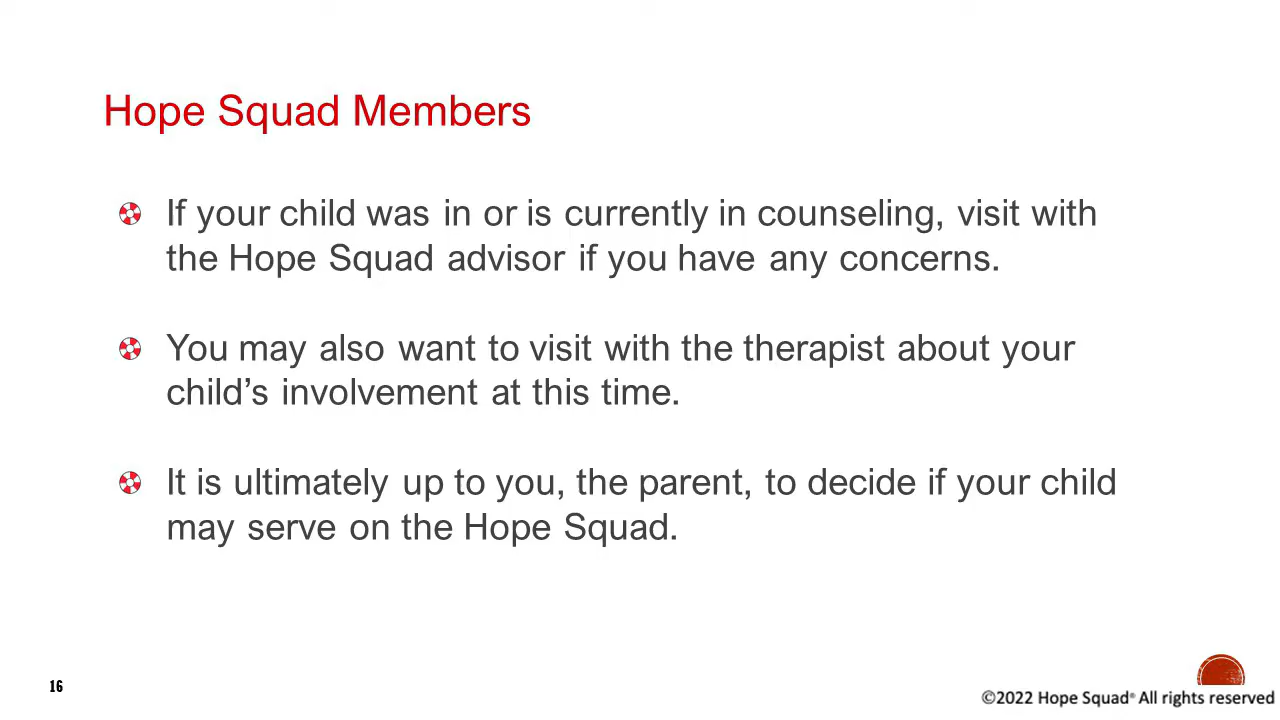 Hope Squad Members
If your child was in or is currently in counseling, visit with
the Hope Squad advisor if you have any concerns.
You may also want to visit with the therapist about your
child’s involvement at this time.
It is ultimately up to you, the parent, to decide if your child
may serve on the Hope Squad.
16
©2022 Hope Squad® All rights reserved